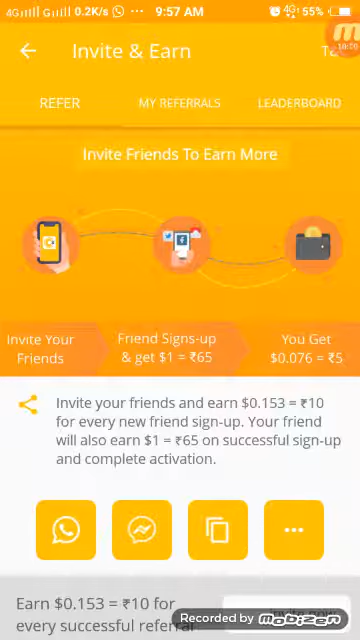 4G G 0.2K/s 9:57 AM 4G 55%
Invite & Earn
REFER MY REFERRALS LEADERBOARD
Invite Friends To Earn More
Invite Your
Friends
Friend Signs-up
& get $1 = ₹65
You Get
$0.076 = ₹5
Invite your friends and earn $0.153 = ₹10
for every new friend sign-up. Your friend
will also earn $1 = ₹65 on successful sign-up
and complete activation.
Earn $0.153 = ₹10 for
every successful referral
invite now
Recorded by mobizen